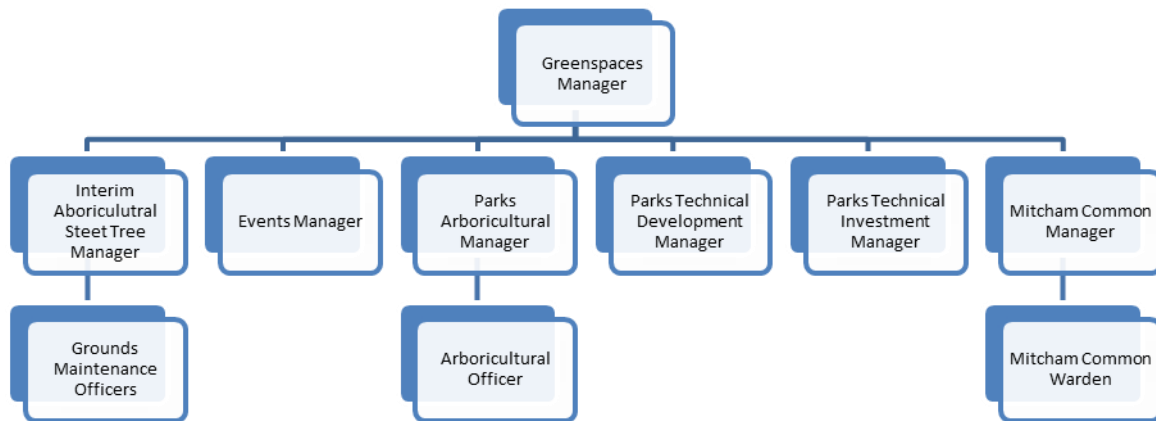 Greenspaces
Manager
Interim
Aboriculutral
Steet Tree
Manager
Events Manager
Parks
Arboricultural
Manager
Parks Technical
Development
Manager
Parks Technical
Investment
Manager
Mitcham Common
Manager
Grounds
Maintenance
Officers
Arboricultural
Officer
Mitcham Common
Warden